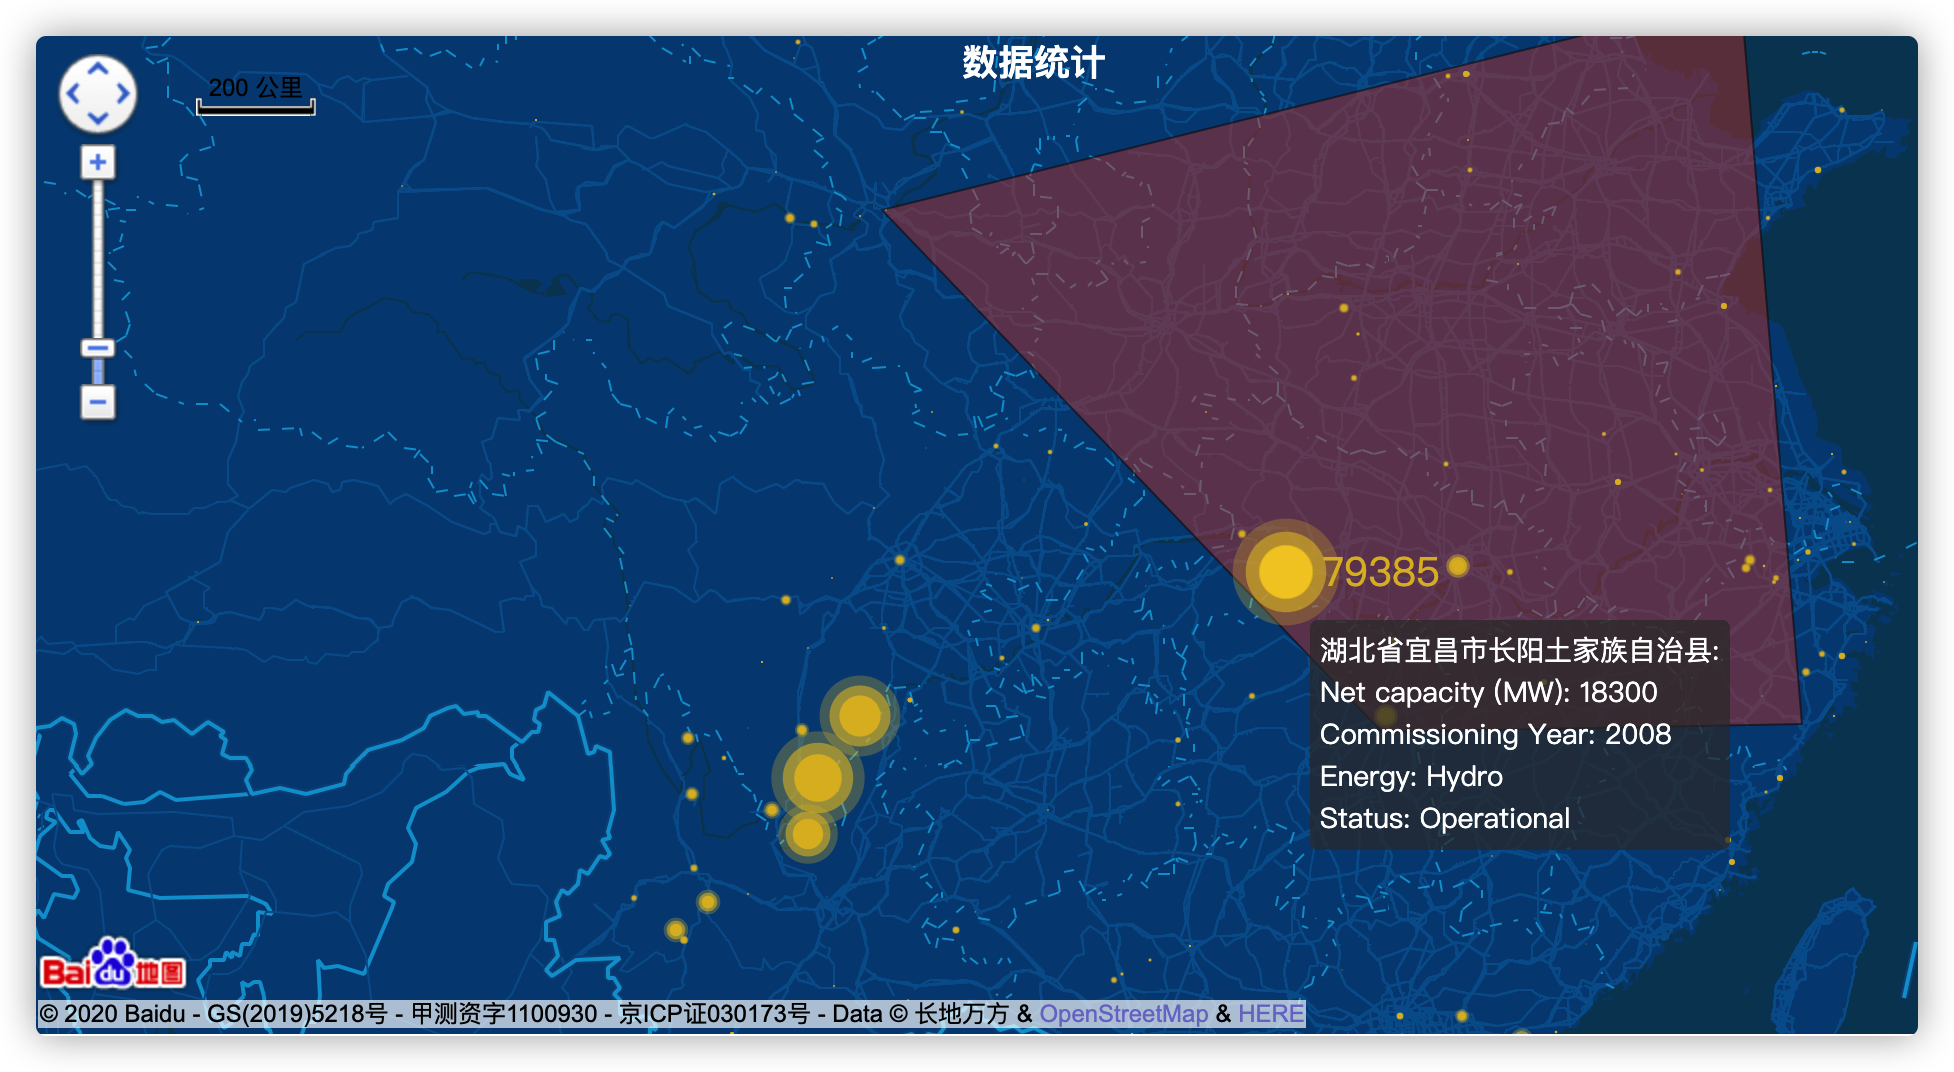 数据统计
200 公里
79385
湖北省宜昌市长阳土家族自治县:
Net capacity (MW): 18300
Commissioning Year: 2008
Energy: Hydro
Status: Operational
Bai du 地图
© 2020 Baidu - GS(2019)5218号 - 甲测资字1100930 - 京ICP证030173号 - Data © 长地万方 & OpenStreetMap & HERE